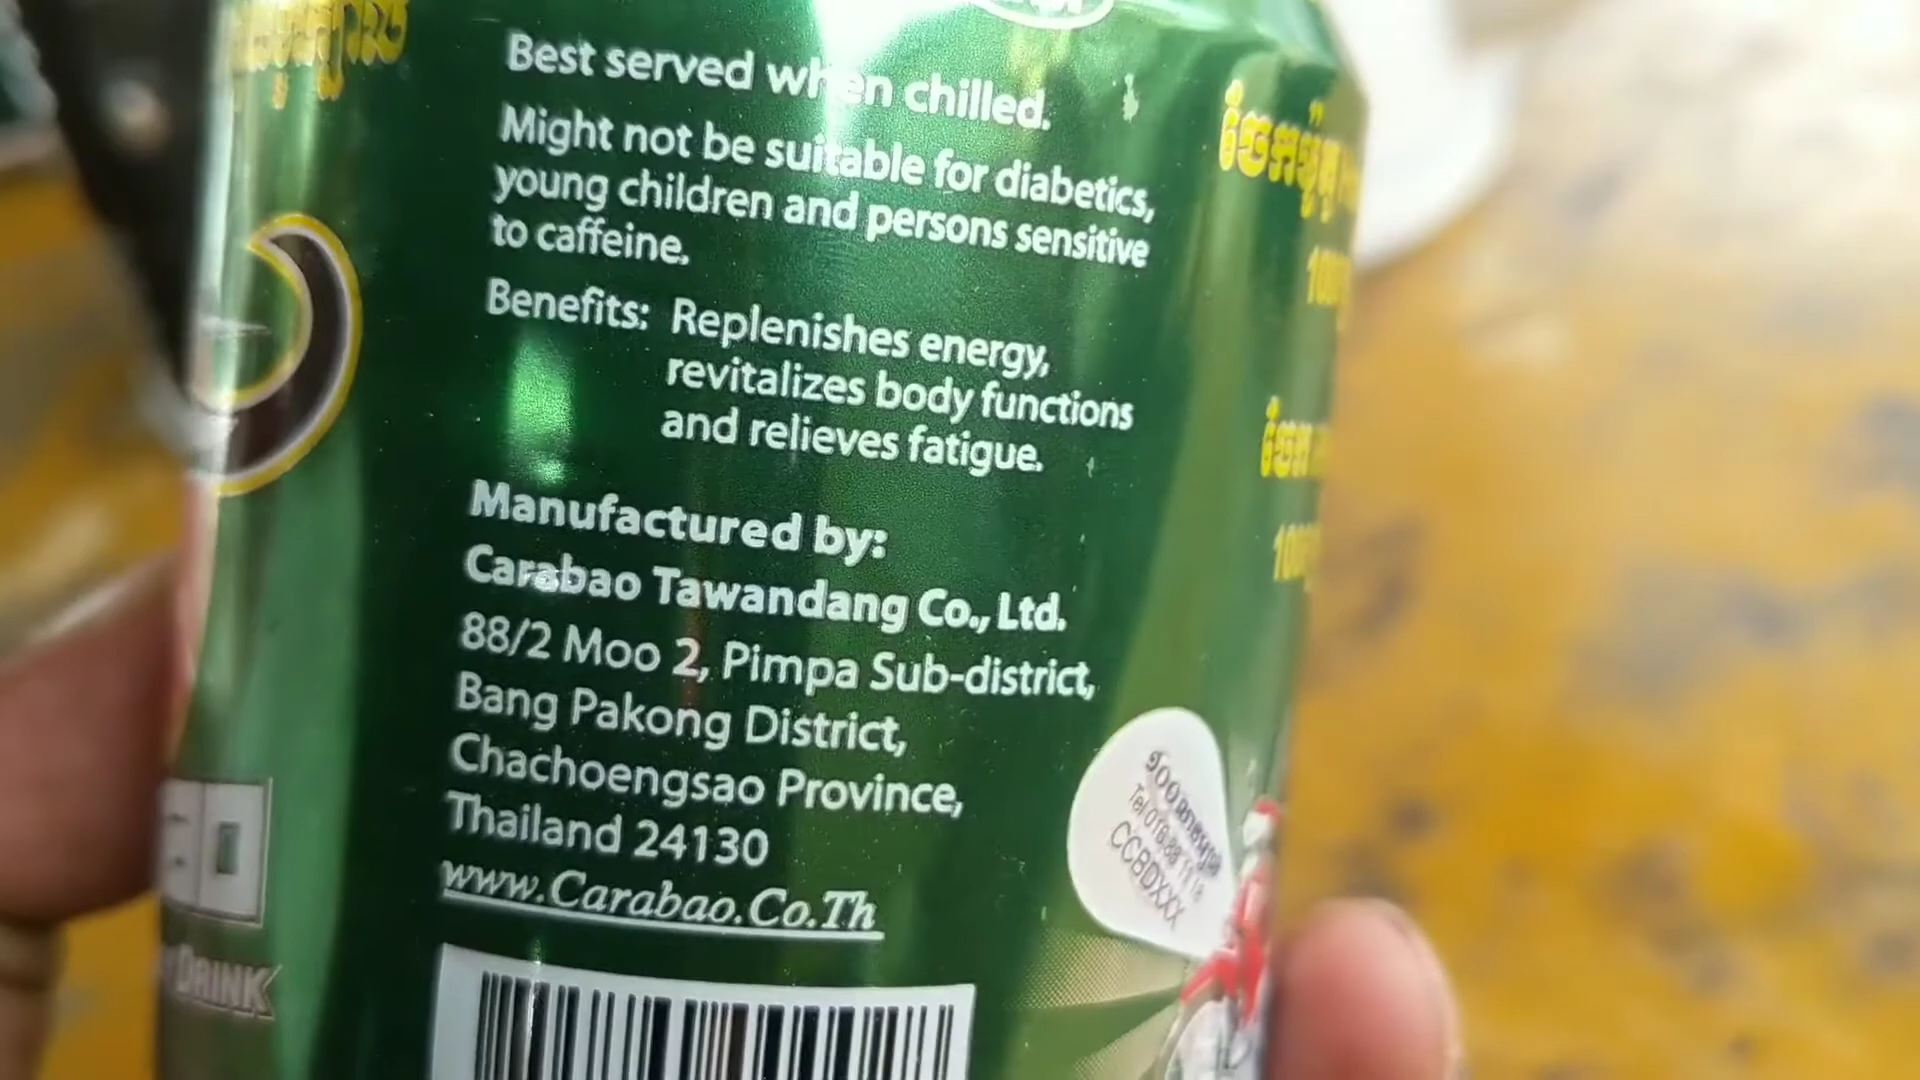 Best served when chilled.
Might not be suitable for diabetics,
young children and persons sensitive
to caffeine.
Benefits: Replenishes energy,
revitalizes body functions
and relieves fatigue.
Manufactured by:
Carabao Tawandang Co., Ltd.
88/2 Moo 2, Pimpa Sub-district,
Bang Pakong District,
Chachoengsao Province,
Thailand 24130
www.Carabao.Co.Th
DRINK
CCBDXXX